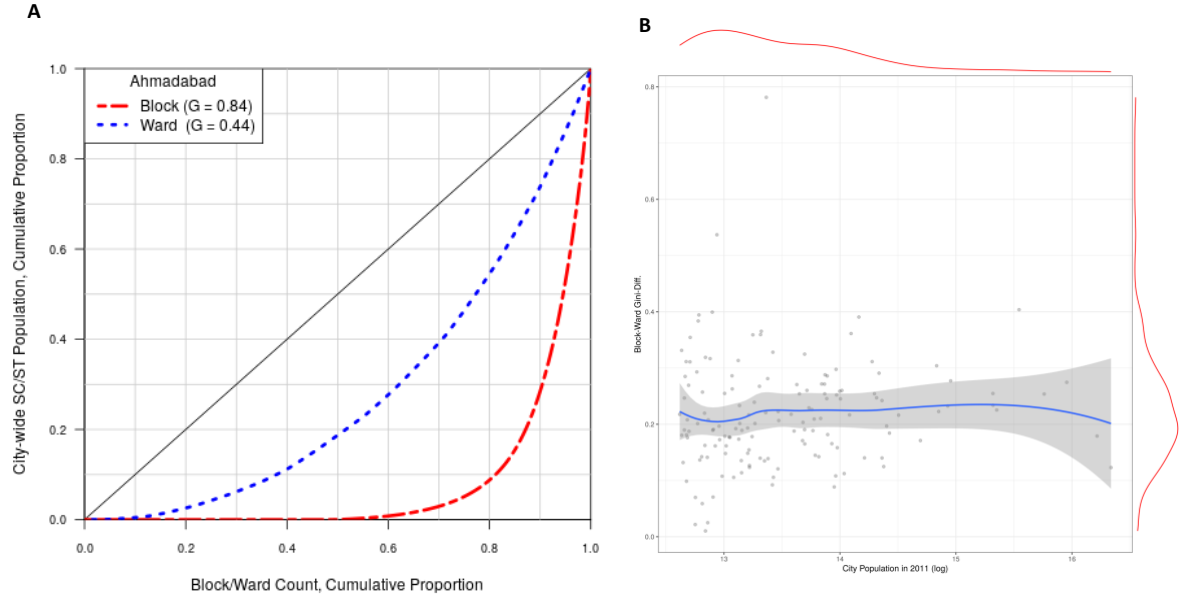 A
City-wide SC/ST Population, Cumulative Proportion
1.0
0.8
0.6
0.4
0.2
0.0
Ahmadabad
Block (G = 0.84)
Ward (G = 0.44)
0.0 0.2 0.4 0.6 0.8 1.0
Block/Ward Count, Cumulative Proportion
B
Block-Ward Gini-Diff.
0.8
0.6
0.4
0.2
0.0
13 14 15 16
City Population in 2011 (log)